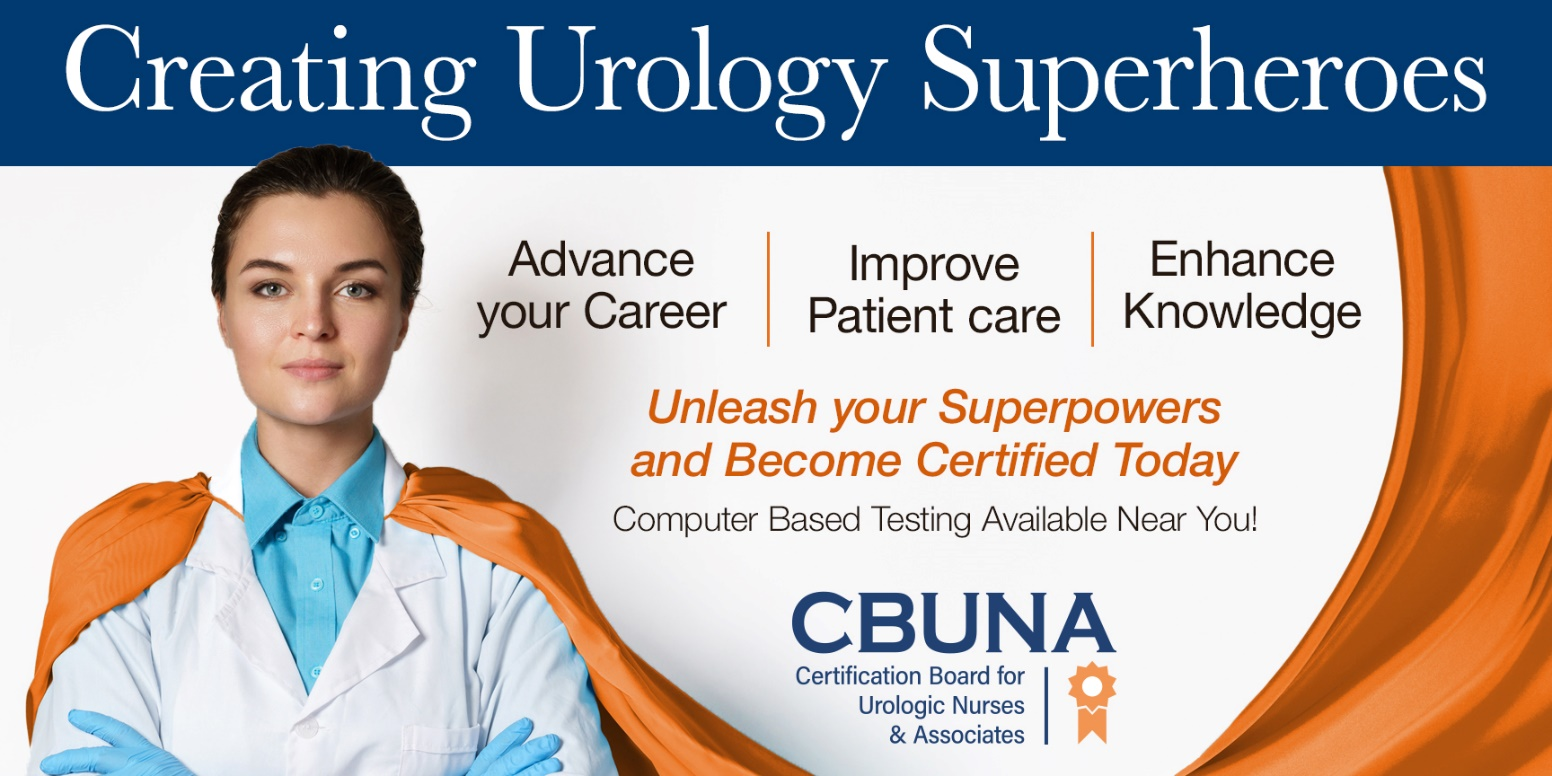 Creating Urology Superheroes
Advance
your Career
Improve
Patient care
Enhance
Knowledge
Unleash your Superpowers
and Become Certified Today
Computer Based Testing Available Near You!
CBUNA
Certification Board for
Urologic Nurses
& Associates